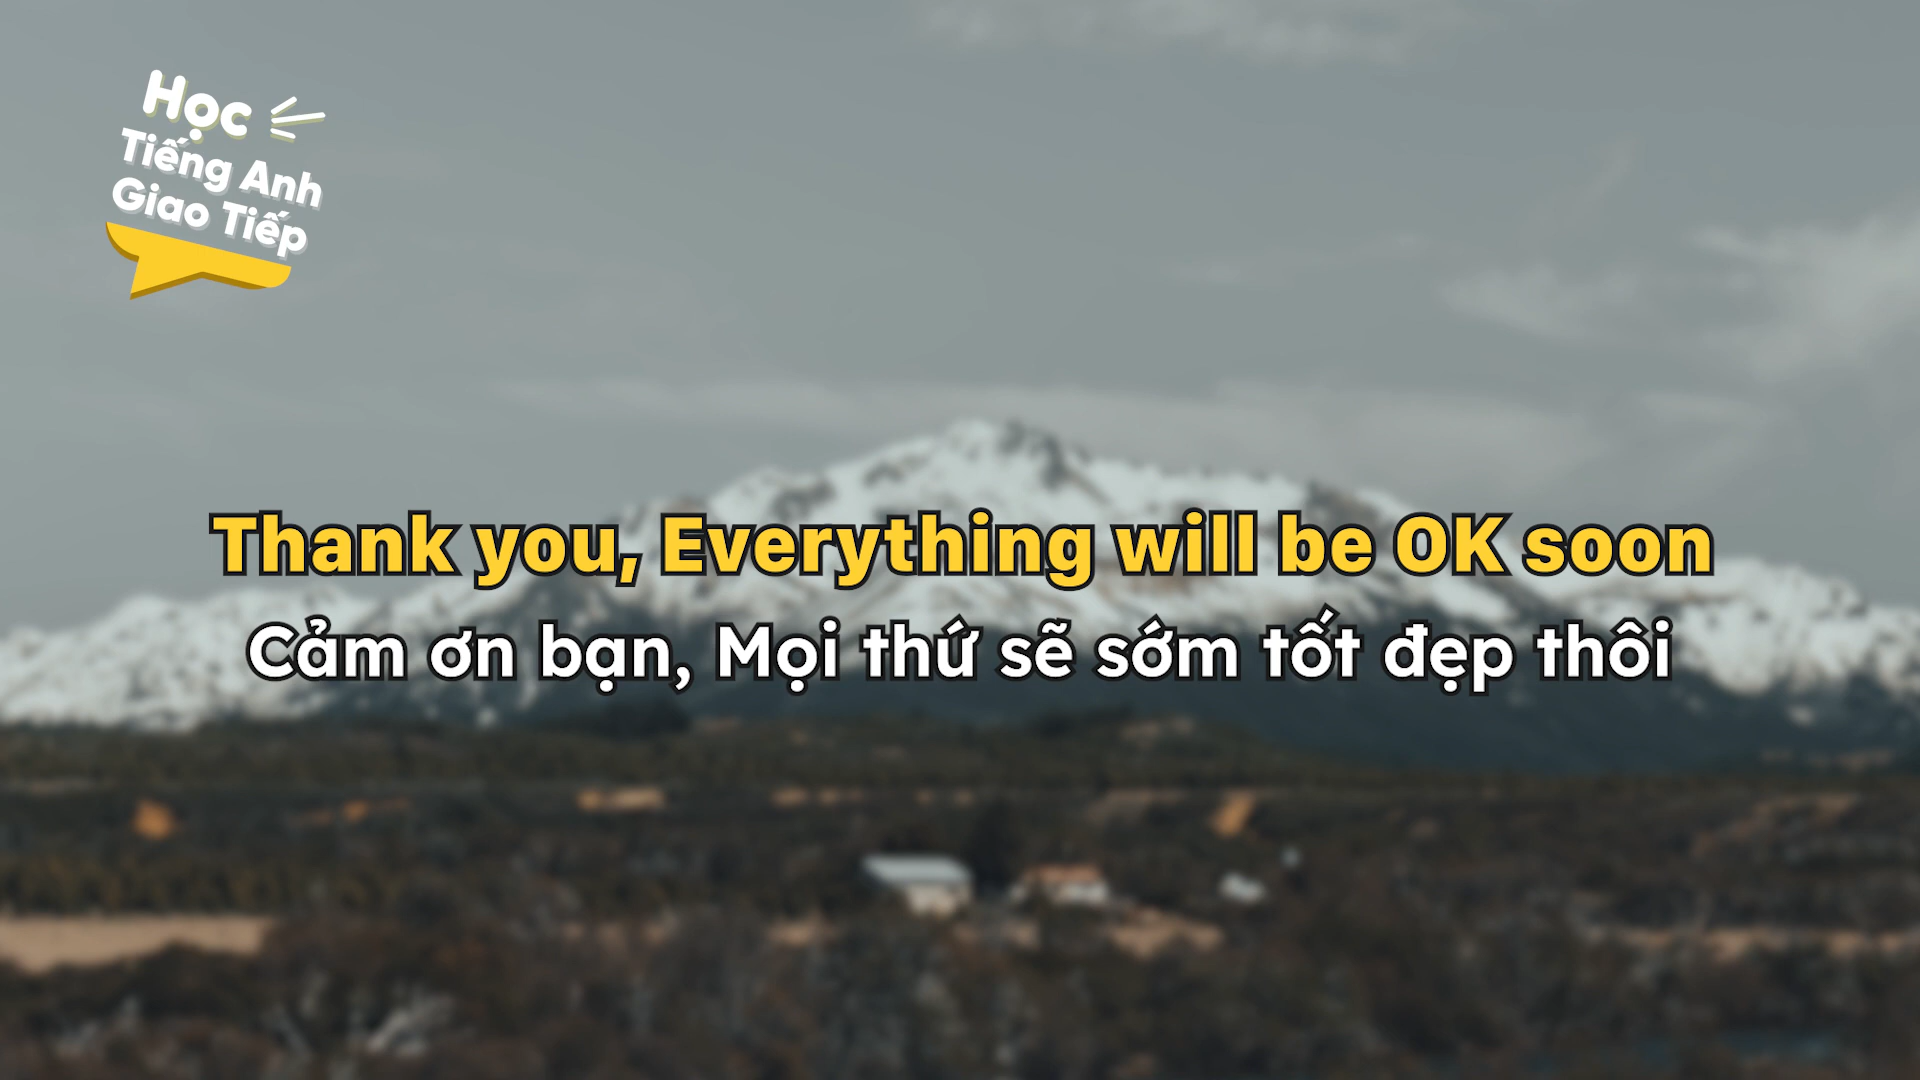 Học
Tiếng Anh
Giao Tiếp
Thank you, Everything will be OK soon
Cảm ơn bạn, Mọi thứ sẽ sớm tốt đẹp thôi